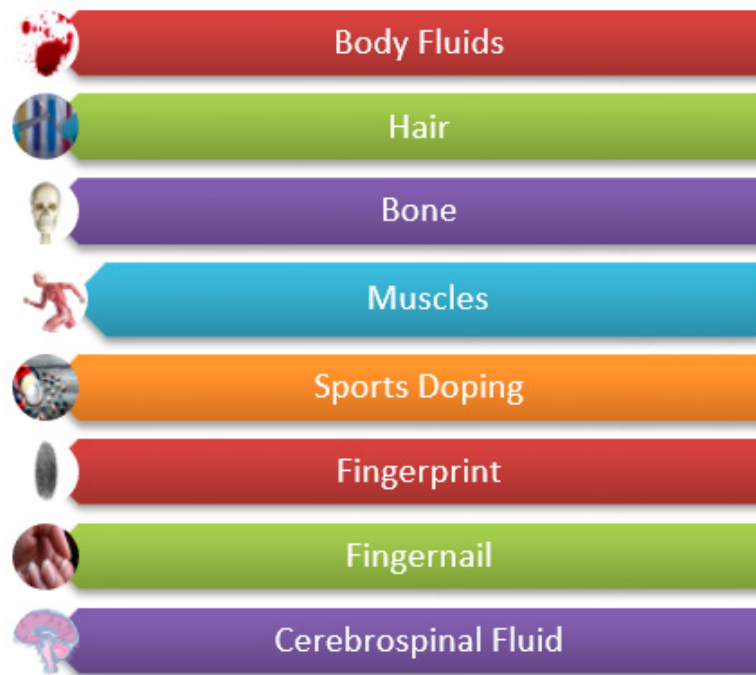 Body Fluids
Hair
Bone
Muscles
Sports Doping
Fingerprint
Fingernail
Cerebrospinal Fluid